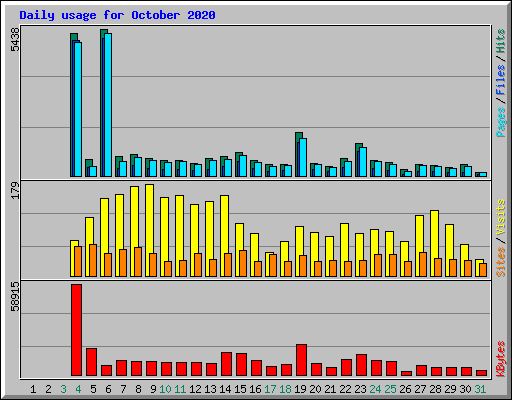 Daily usage for October 2020
5438
Pages / Files / Hits
179
Sites / Visits
58915
KBytes
1 2 3 4 5 6 7 8 9 10 11 12 13 14 15 16 17 18 19 20 21 22 23 24 25 26 27 28 29 30 31